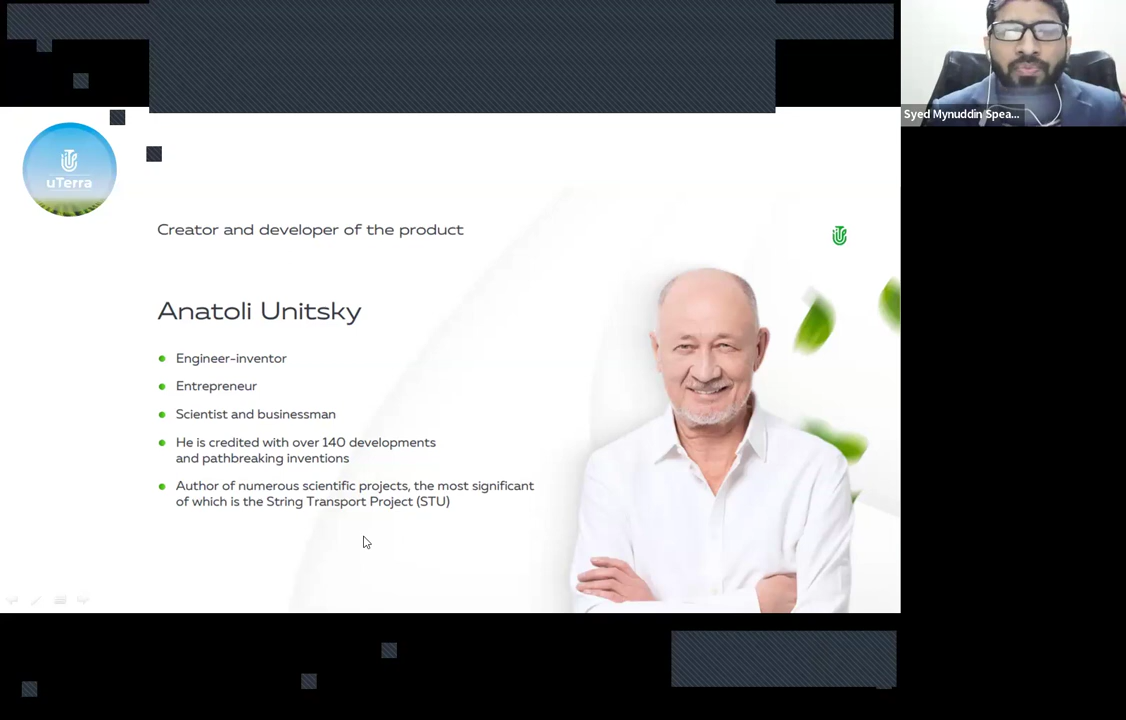 Syed Mynuddin Spea...
uTerra
Creator and developer of the product
Anatoli Unitsky
Engineer-inventor
Entrepreneur
Scientist and businessman
He is credited with over 140 developments
and pathbreaking inventions
Author of numerous scientific projects, the most significant
of which is the String Transport Project (STU)